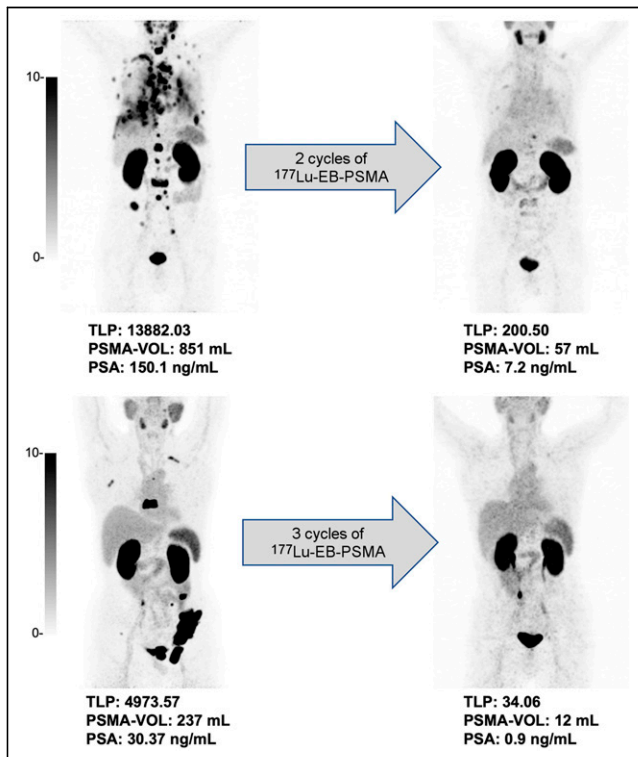 10-
0-
2 cycles of
¹⁷⁷Lu-EB-PSMA
TLP: 13882.03
PSMA-VOL: 851 mL
PSA: 150.1 ng/mL
TLP: 200.50
PSMA-VOL: 57 mL
PSA: 7.2 ng/mL
10-
0-
3 cycles of
¹⁷⁷Lu-EB-PSMA
TLP: 4973.57
PSMA-VOL: 237 mL
PSA: 30.37 ng/mL
TLP: 34.06
PSMA-VOL: 12 mL
PSA: 0.9 ng/mL